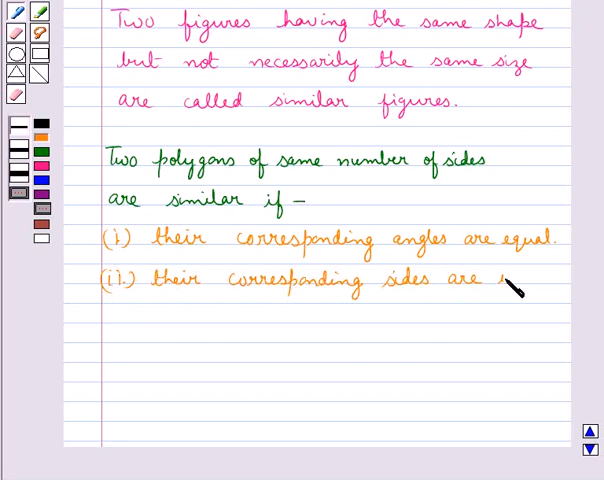 Two figures having the same shape
but not necessarily the same size
are called similar figures.
Two polygons of same number of sides
are similar if -
(i.) their corresponding angles are equal.
(ii.) their corresponding sides are